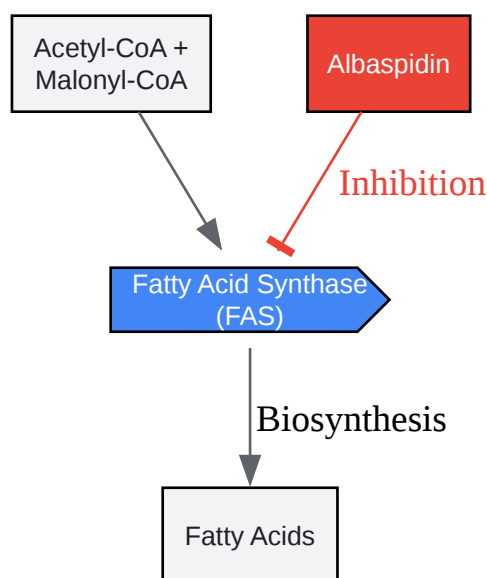 Acetyl-CoA +
Malonyl-CoA
Albaspidin
Inhibition
Fatty Acid Synthase
(FAS)
Biosynthesis
Fatty Acids